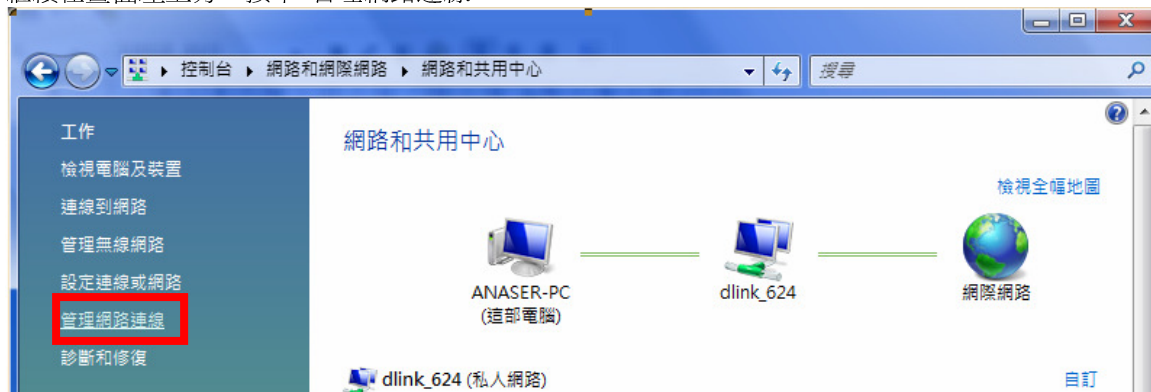 控制台 網路和網際網路 網路和共用中心 搜尋
工作
檢視電腦及裝置
連線到網路
管理無線網路
設定連線或網路
管理網路連線
診斷和修復
網路和共用中心
檢視全幅地圖
ANASER-PC
(這部電腦)
dlink_624
網際網路
dlink_624 (私人網路)
自訂